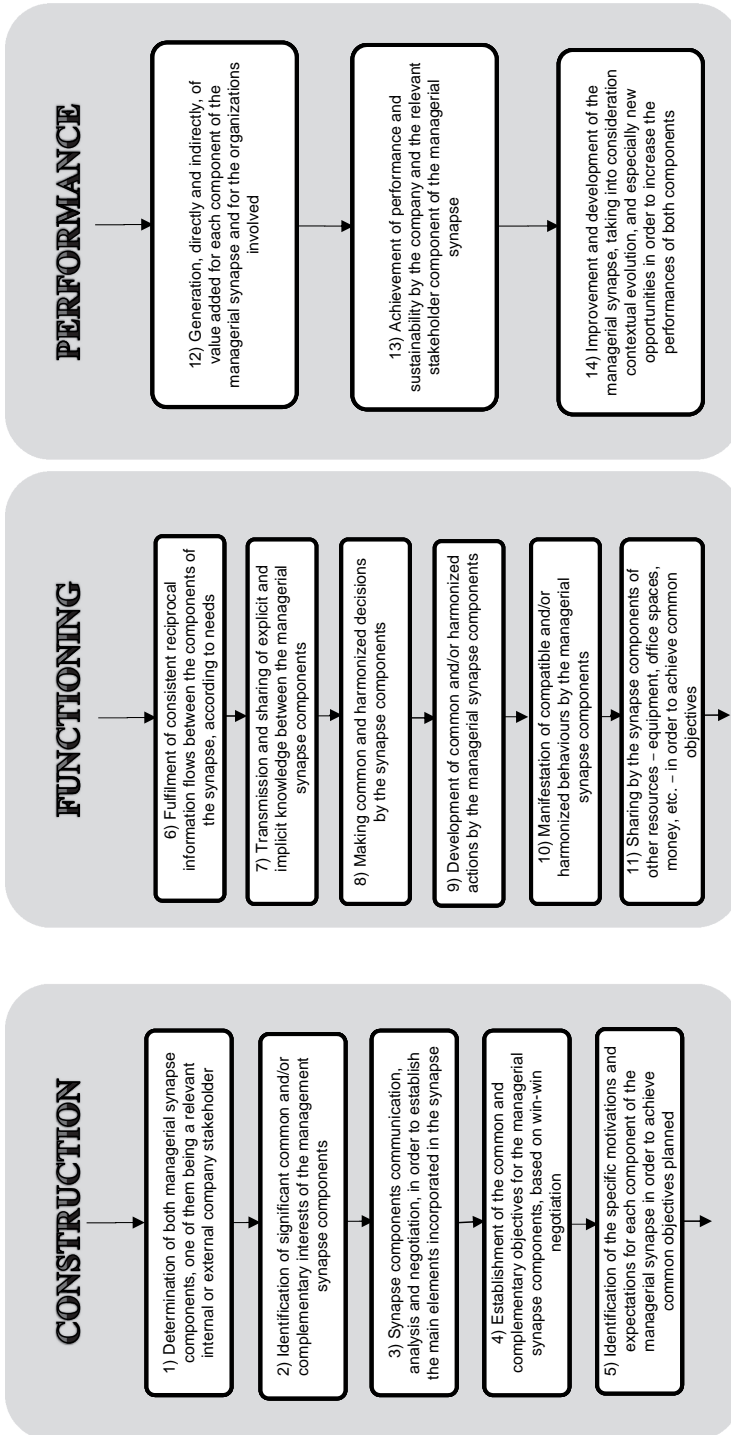 CONSTRUCTION
1) Determination of both managerial synapse
components, one of them being a relevant
internal or external company stakeholder
2) Identification of significant common and/or
complementary interests of the management
synapse components
3) Synapse components communication,
analysis and negotiation, in order to establish
the main elements incorporated in the synapse
4) Establishment of the common and
complementary objectives for the managerial
synapse components, based on win-win
negotiation
5) Identification of the specific motivations and
expectations for each component of the
managerial synapse in order to achieve
common objectives planned
FUNCTIONING
6) Fulfilment of consistent reciprocal
information flows between the components of
the synapse, according to needs
7) Transmission and sharing of explicit and
implicit knowledge between the managerial
synapse components
8) Making common and harmonized decisions
by the synapse components
9) Development of common and/or harmonized
actions by the managerial synapse components
10) Manifestation of compatible and/or
harmonized behaviours by the managerial
synapse components
11) Sharing by the synapse components of
other resources – equipment, office spaces,
money, etc. – in order to achieve common
objectives
PERFORMANCE
12) Generation, directly and indirectly, of
value added for each component of the
managerial synapse and for the organizations
involved
13) Achievement of performance and
sustainability by the company and the relevant
stakeholder component of the managerial
synapse
14) Improvement and development of the
managerial synapse, taking into consideration
contextual evolution, and especially new
opportunities in order to increase the
performances of both components